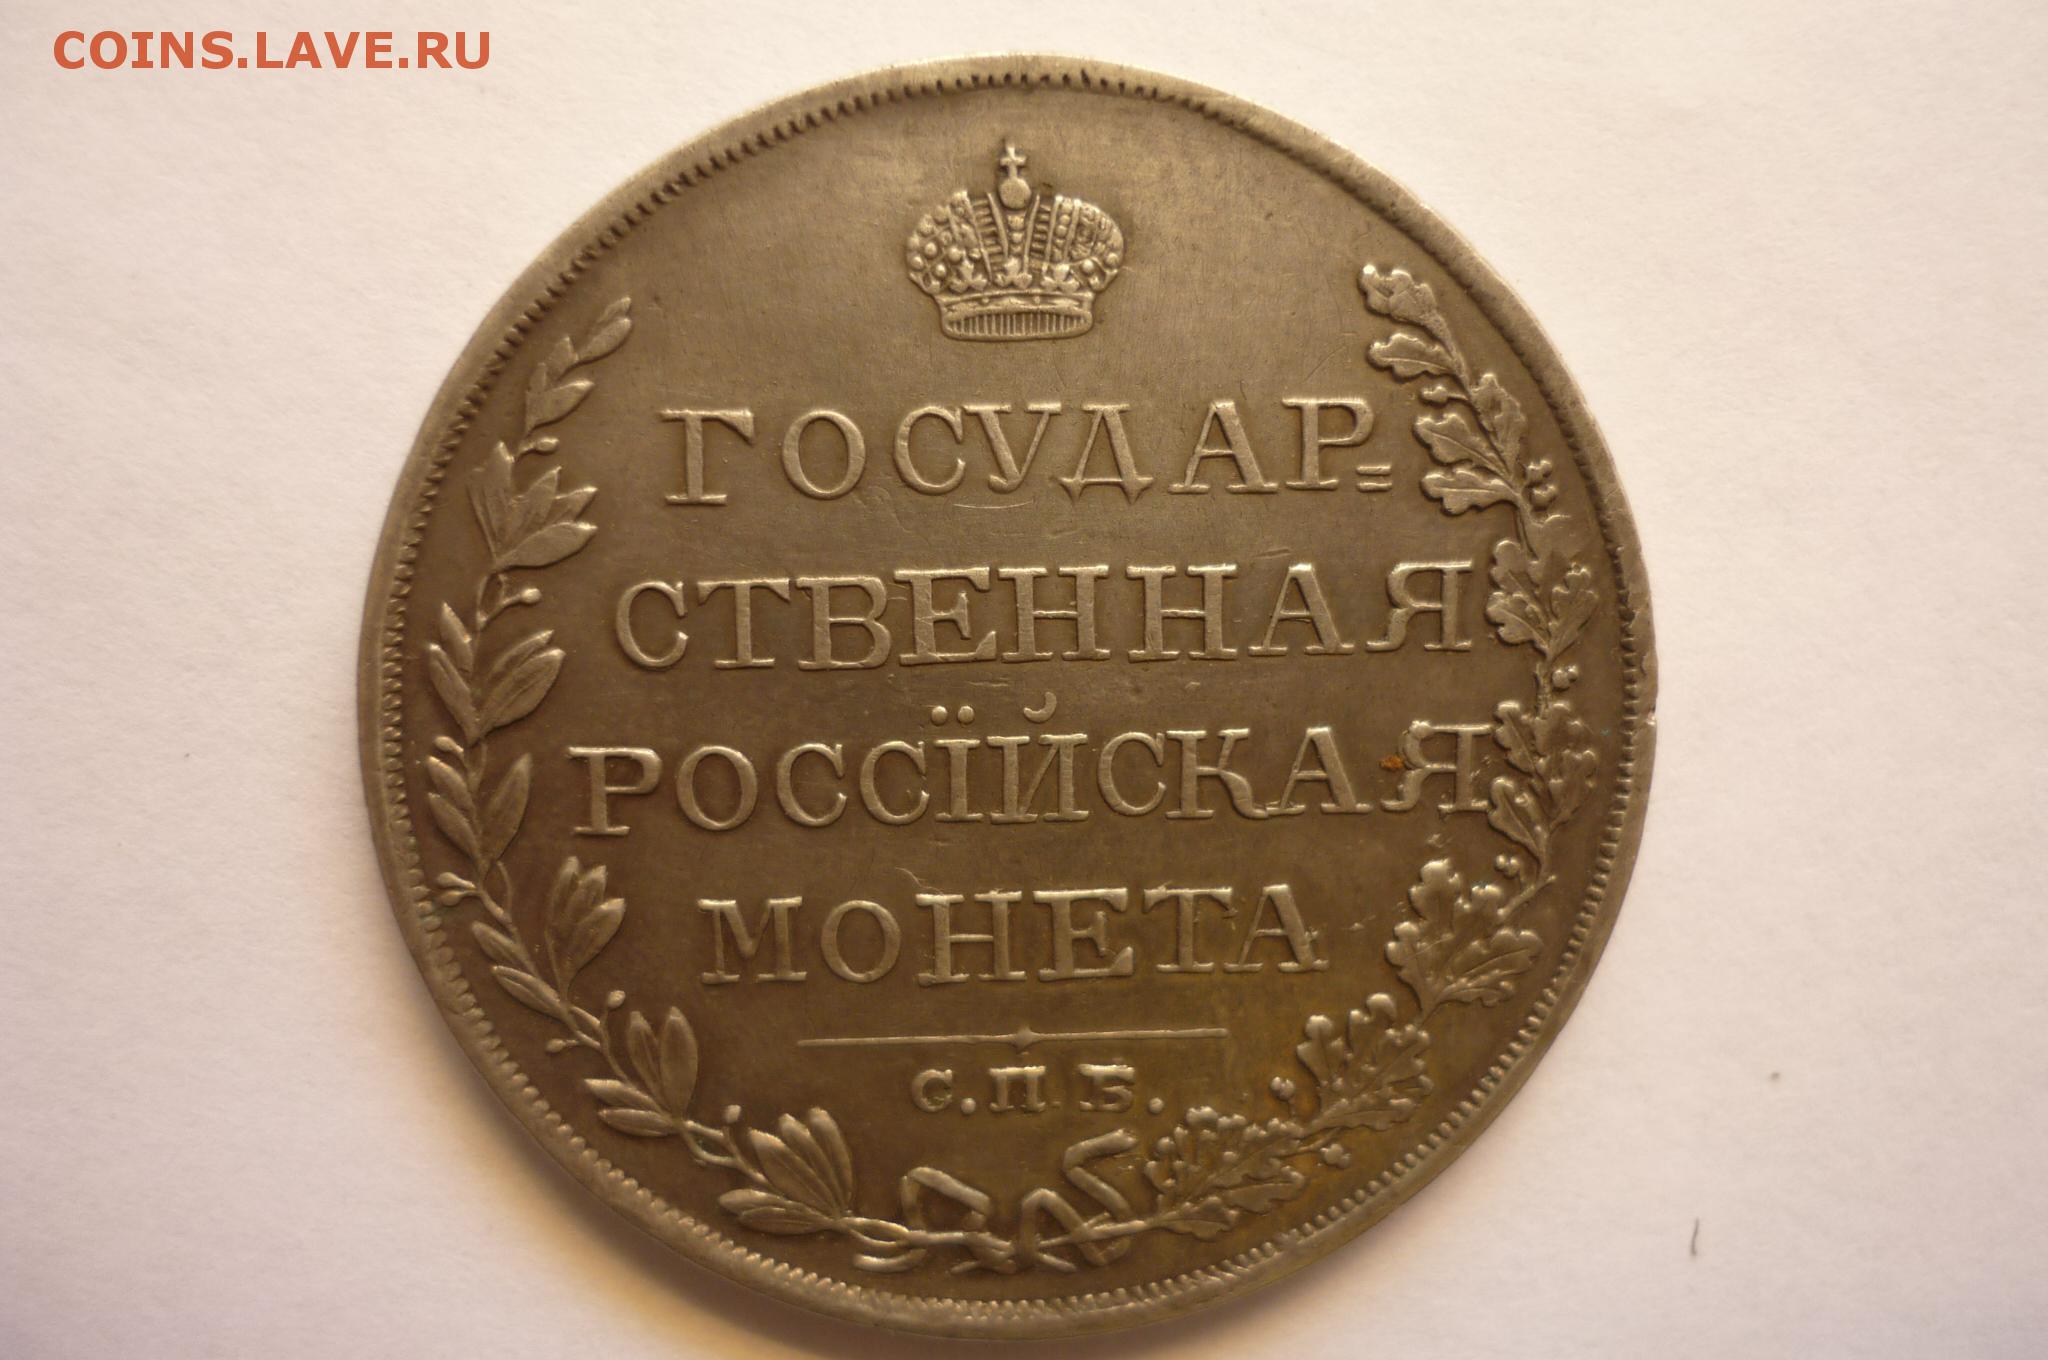 COINS.LAVE.RU
ГОСУДАР=
СТВЕННАЯ
РОССІЙСКАЯ
МОНЕТА
С.П.Б.